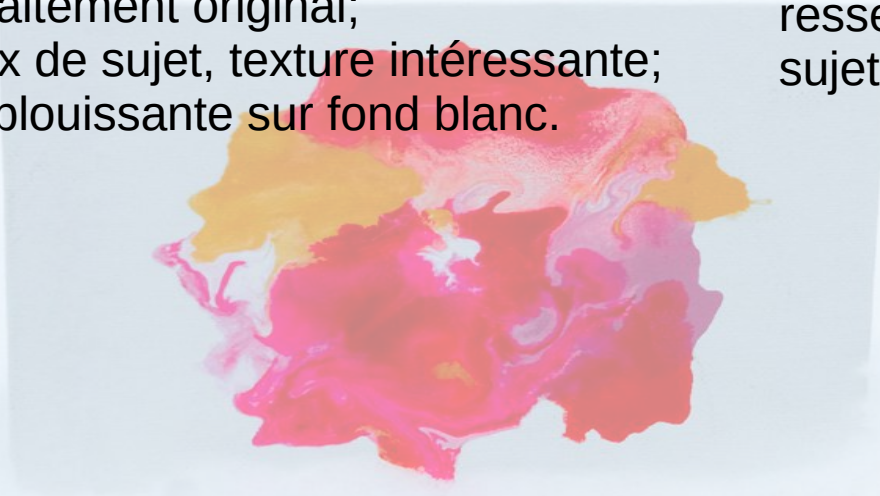 aitement original;
x de sujet, texture intéressante;
blouissante sur fond blanc.
resse
sujet